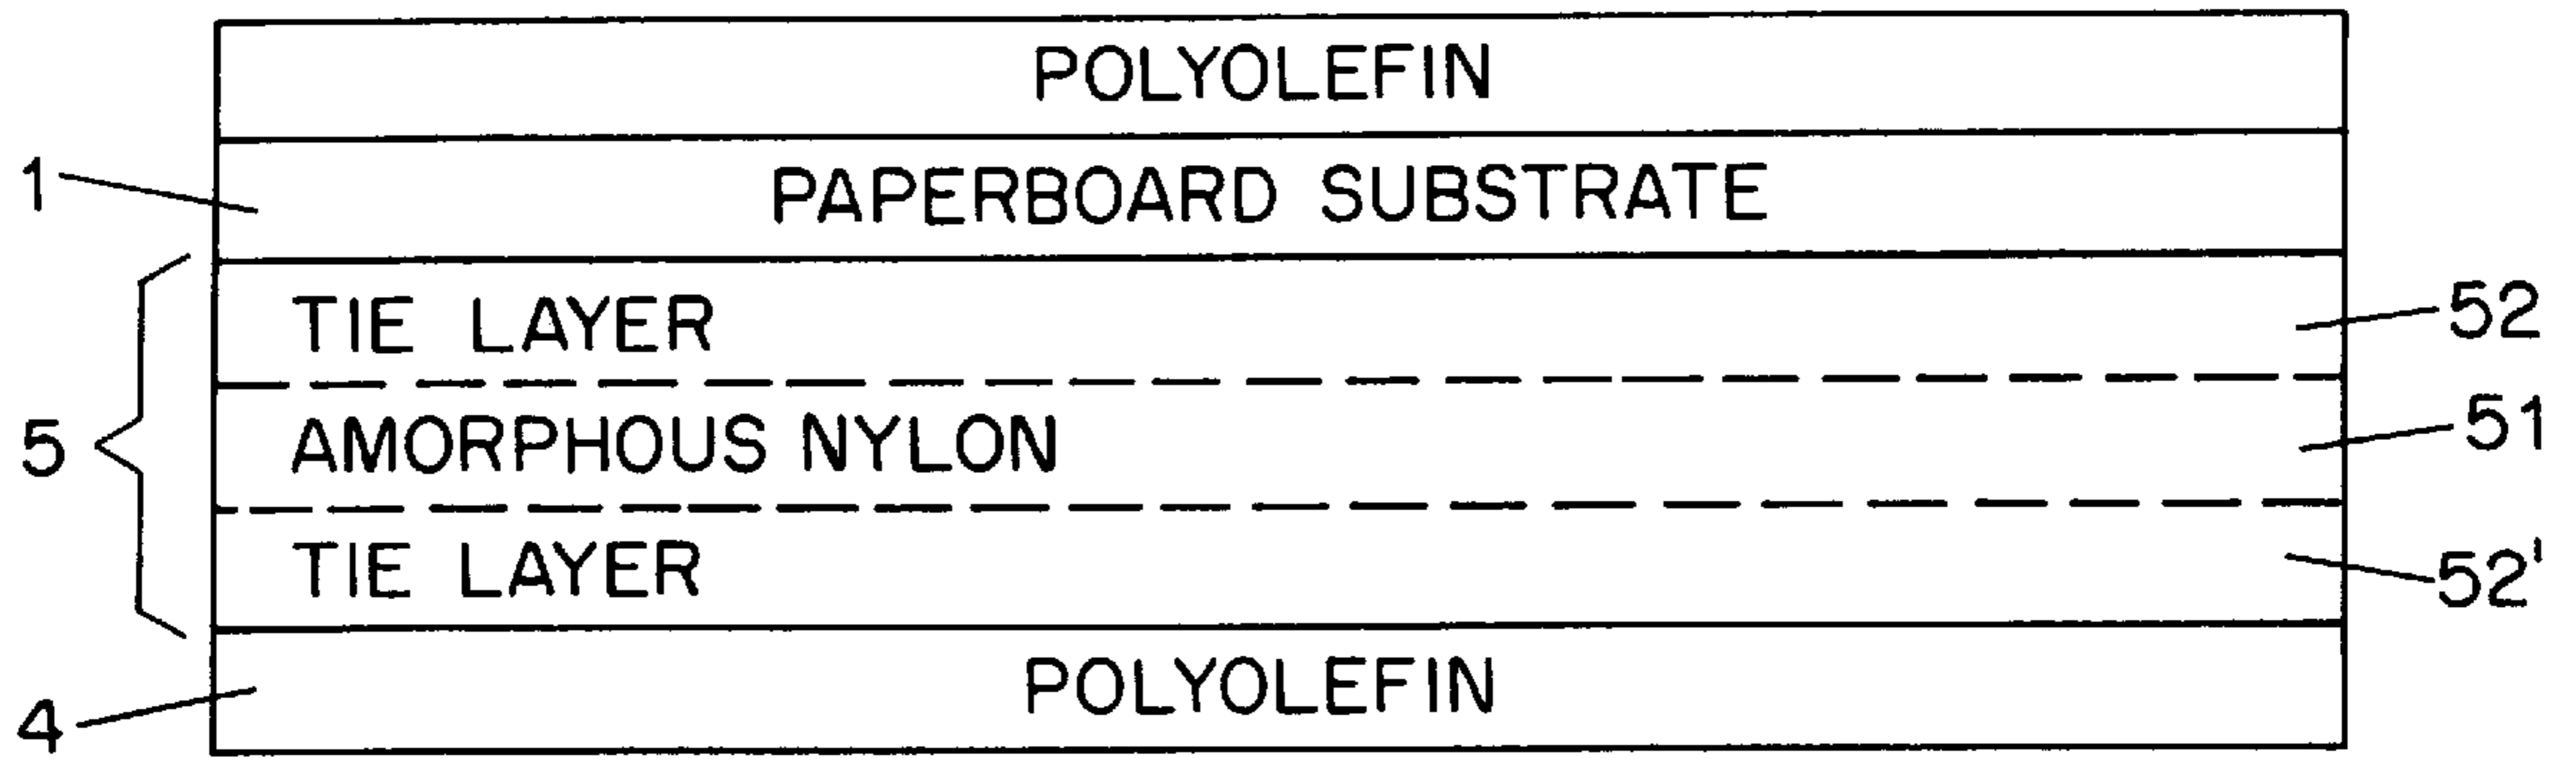 POLYOLEFIN
1 PAPERBOARD SUBSTRATE
TIE LAYER 52
5 AMORPHOUS NYLON 51
TIE LAYER 52'
4 POLYOLEFIN